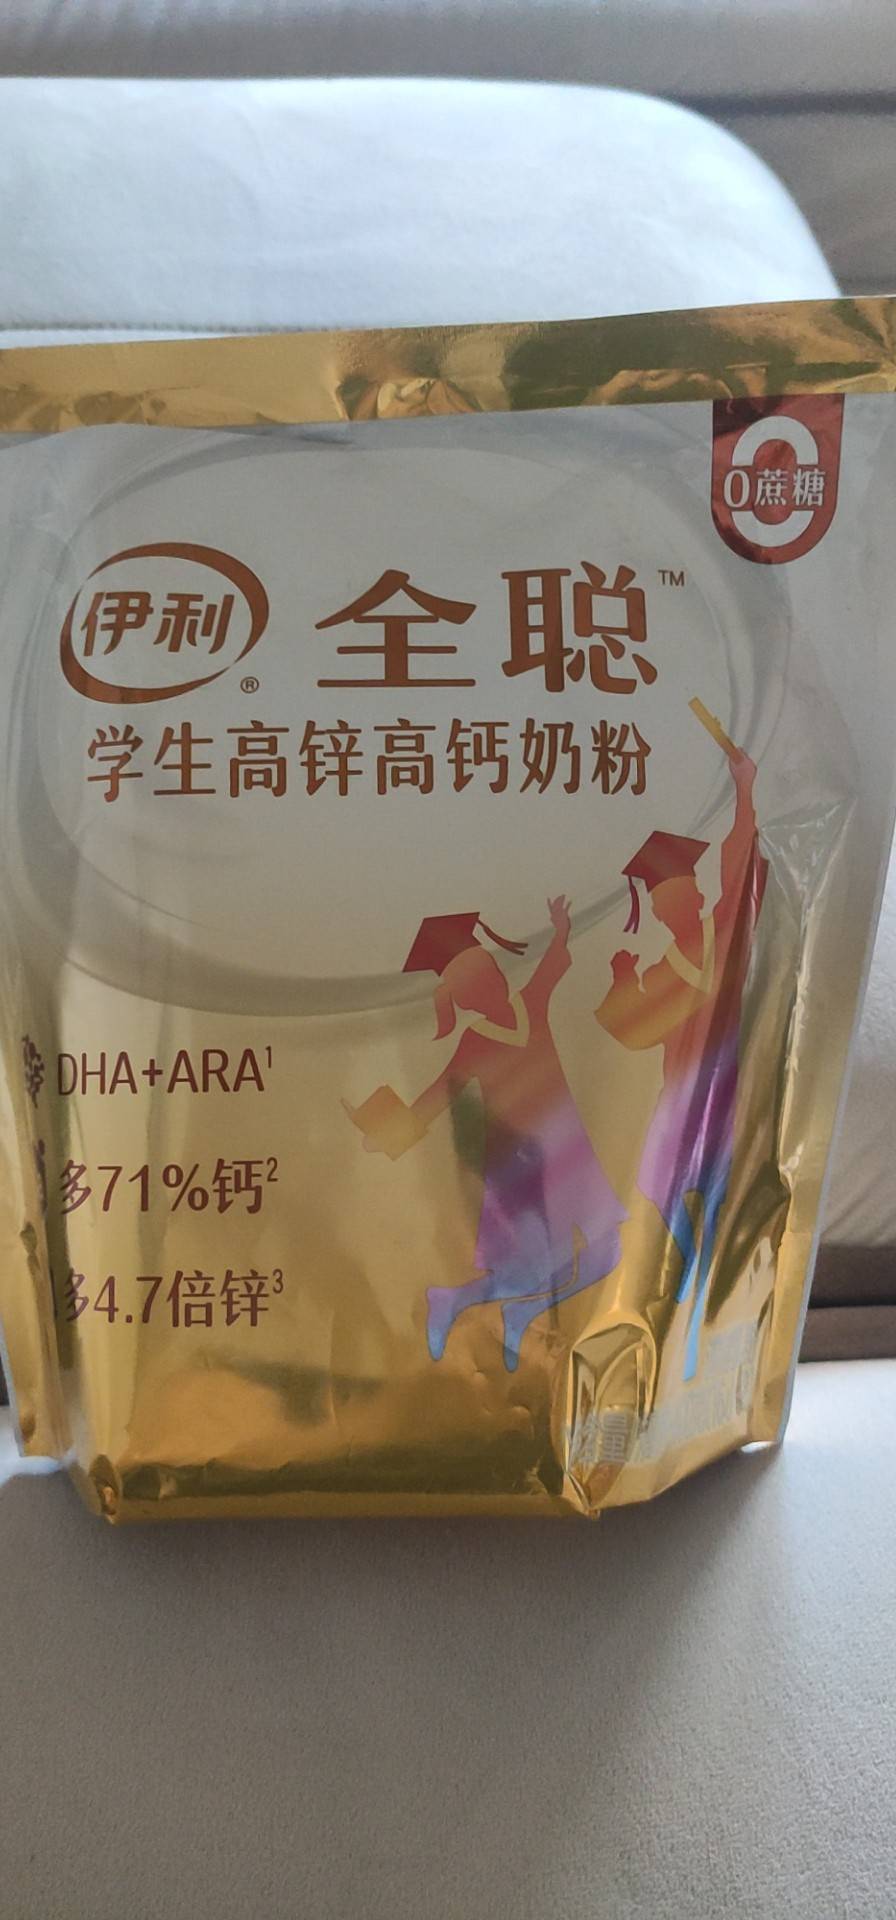 0蔗糖
伊利®
全聪™
学生高锌高钙奶粉
DHA+ARA¹
多71%钙²
多4.7倍锌³